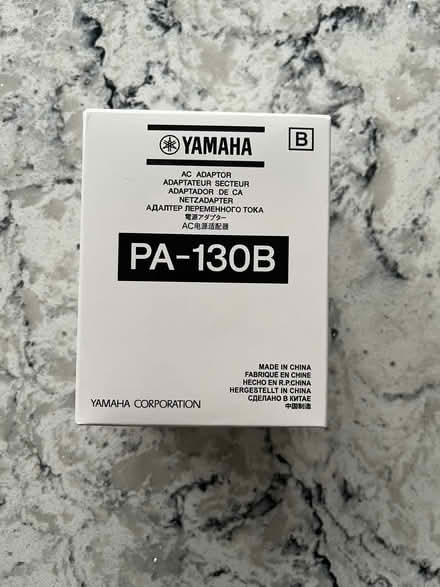 YAMAHA
B
AC ADAPTOR
ADAPTATEUR SECTEUR
ADAPTADOR DE CA
NETZADAPTER
АДАПТЕР ПЕРЕМЕННОГО ТОКА
電源アダプター
AC电源适配器
PA-130B
MADE IN CHINA
FABRIQUÉ EN CHINE
HECHO EN R.P.CHINA
HERGESTELLT IN CHINA
СДЕЛАНО В КИТАЕ
中国制造
YAMAHA CORPORATION